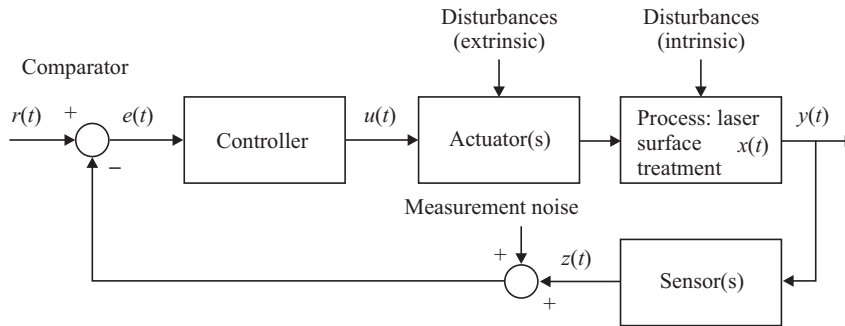 Disturbances
(extrinsic)
Disturbances
(intrinsic)
Comparator
r(t)
+
−
e(t)
Controller
u(t)
Actuator(s)
Process: laser
surface
treatment
x(t)
y(t)
Measurement noise
+
+
z(t)
Sensor(s)